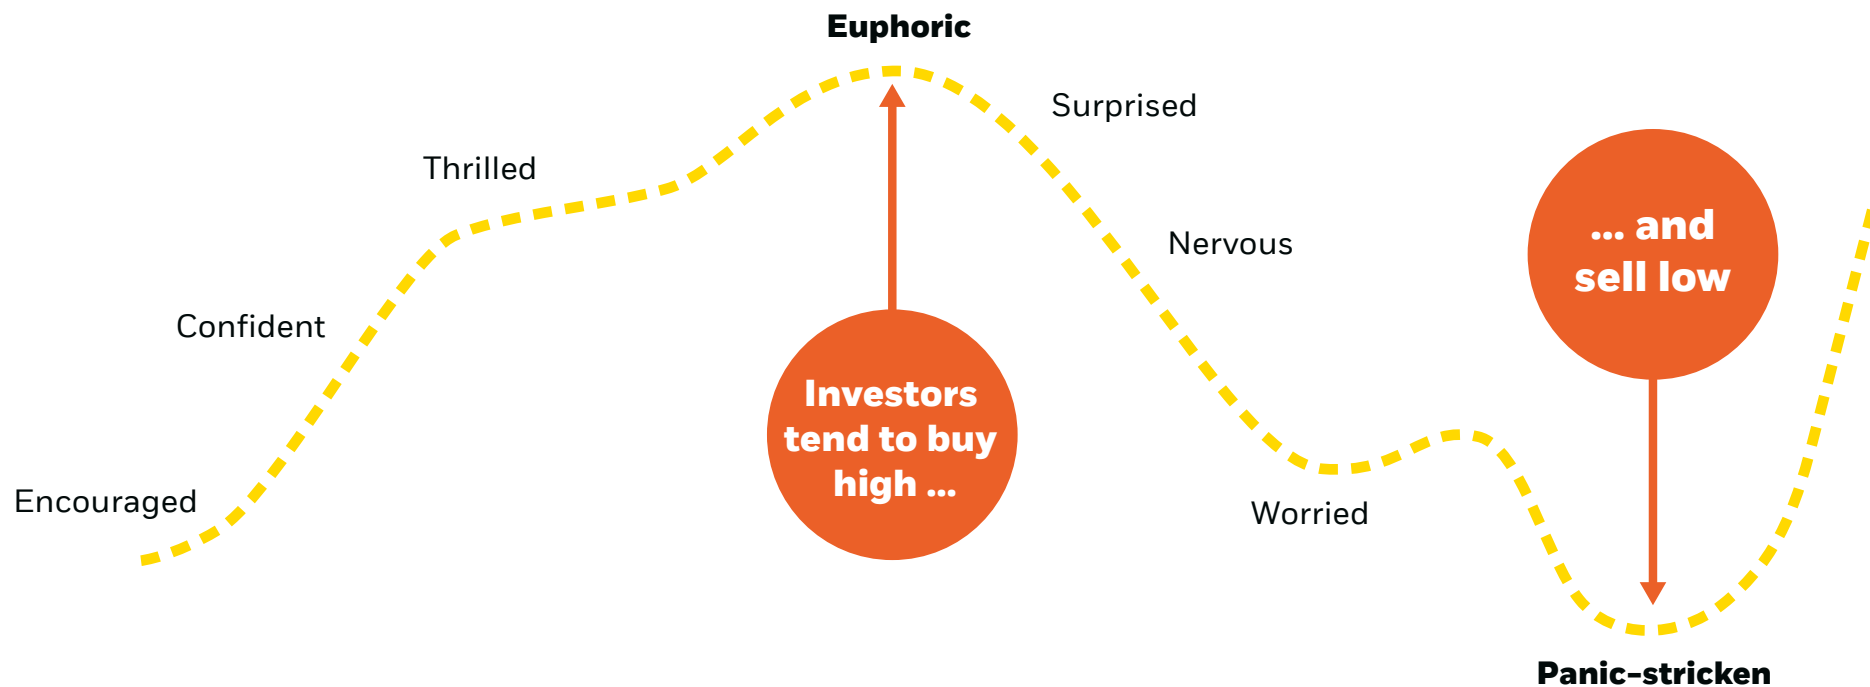 Euphoric
Surprised
Thrilled
... and
sell low
Nervous
Confident
Investors
tend to buy
high ...
Encouraged
Worried
Panic-stricken